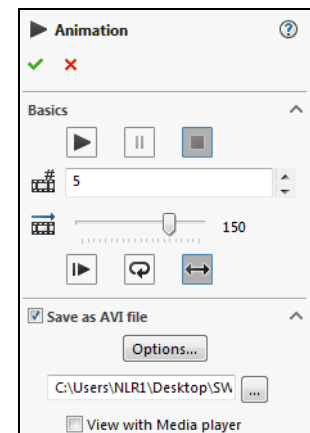 Animation
Basics
#
5
150
Save as AVI file
Options...
C:\Users\NLR1\Desktop\SW
...
View with Media player